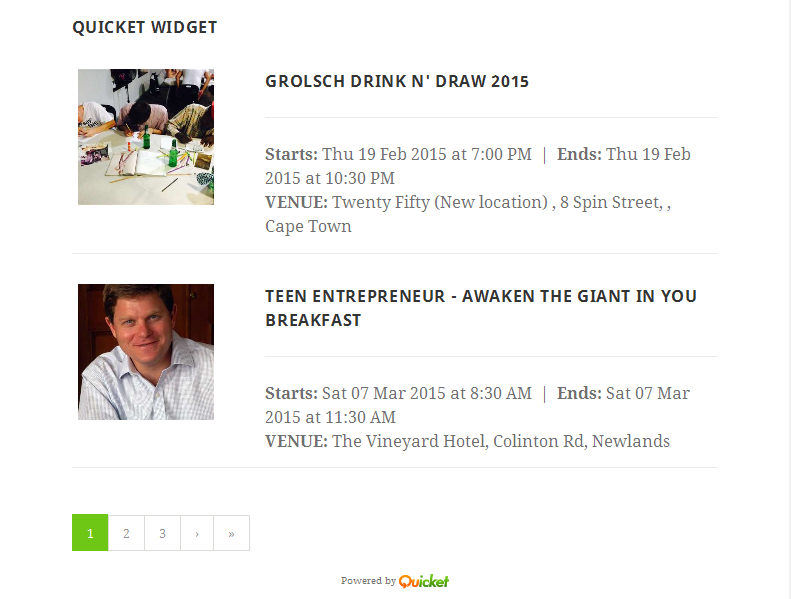 QUICKET WIDGET
GROLSCH DRINK N' DRAW 2015
Starts: Thu 19 Feb 2015 at 7:00 PM | Ends: Thu 19 Feb
2015 at 10:30 PM
VENUE: Twenty Fifty (New location) , 8 Spin Street, ,
Cape Town
TEEN ENTREPRENEUR - AWAKEN THE GIANT IN YOU
BREAKFAST
Starts: Sat 07 Mar 2015 at 8:30 AM | Ends: Sat 07 Mar
2015 at 11:30 AM
VENUE: The Vineyard Hotel, Colinton Rd, Newlands
1 2 3 › »
Powered by Quicket